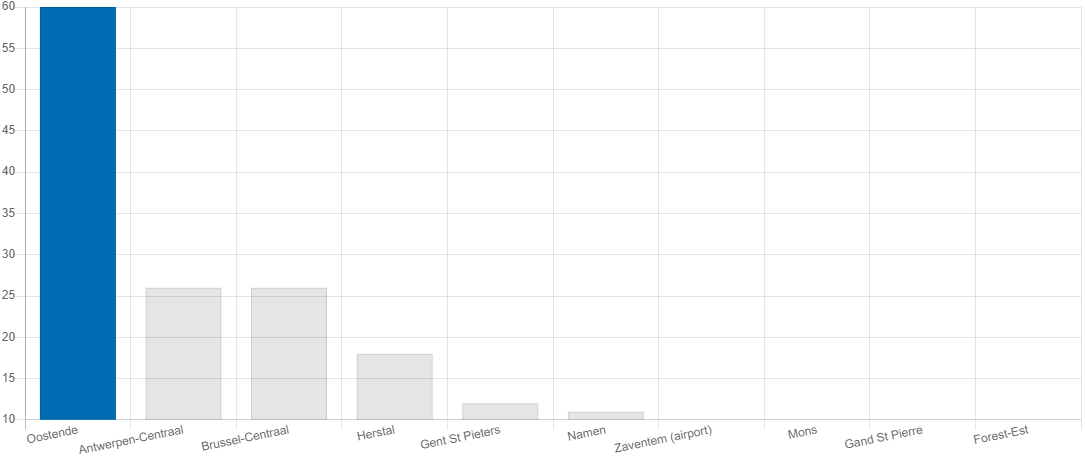 60
55
50
45
40
35
30
25
20
15
10
Oostende
Antwerpen-Centraal
Brussel-Centraal
Herstal
Gent St Pieters
Namen
Zaventem (airport)
Mons
Gand St Pierre
Forest-Est